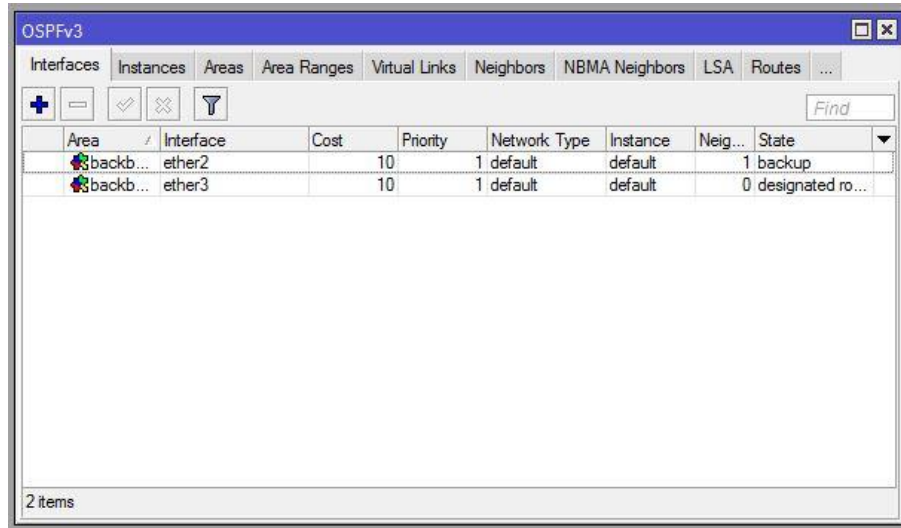 OSPFv3
Interfaces Instances Areas Area Ranges Virtual Links Neighbors NBMA Neighbors LSA Routes ...
Find
Area Interface Cost Priority Network Type Instance Neig... State
backb... ether2 10 1 default default 1 backup
backb... ether3 10 1 default default 0 designated ro...
2 items